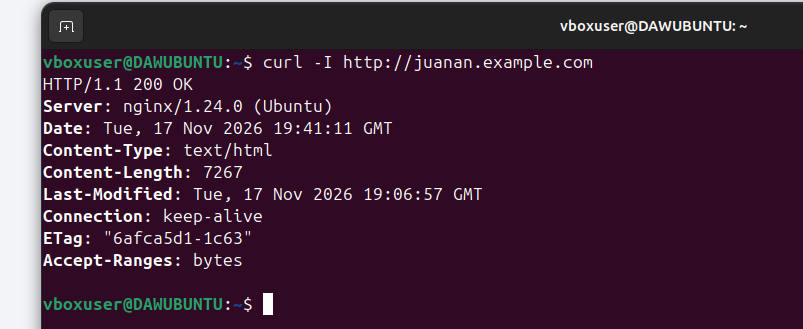 vboxuser@DAWUBUNTU: ~
vboxuser@DAWUBUNTU:~$ curl -I http://juanan.example.com
HTTP/1.1 200 OK
Server: nginx/1.24.0 (Ubuntu)
Date: Tue, 17 Nov 2026 19:41:11 GMT
Content-Type: text/html
Content-Length: 7267
Last-Modified: Tue, 17 Nov 2026 19:06:57 GMT
Connection: keep-alive
ETag: "6afca5d1-1c63"
Accept-Ranges: bytes
vboxuser@DAWUBUNTU:~$